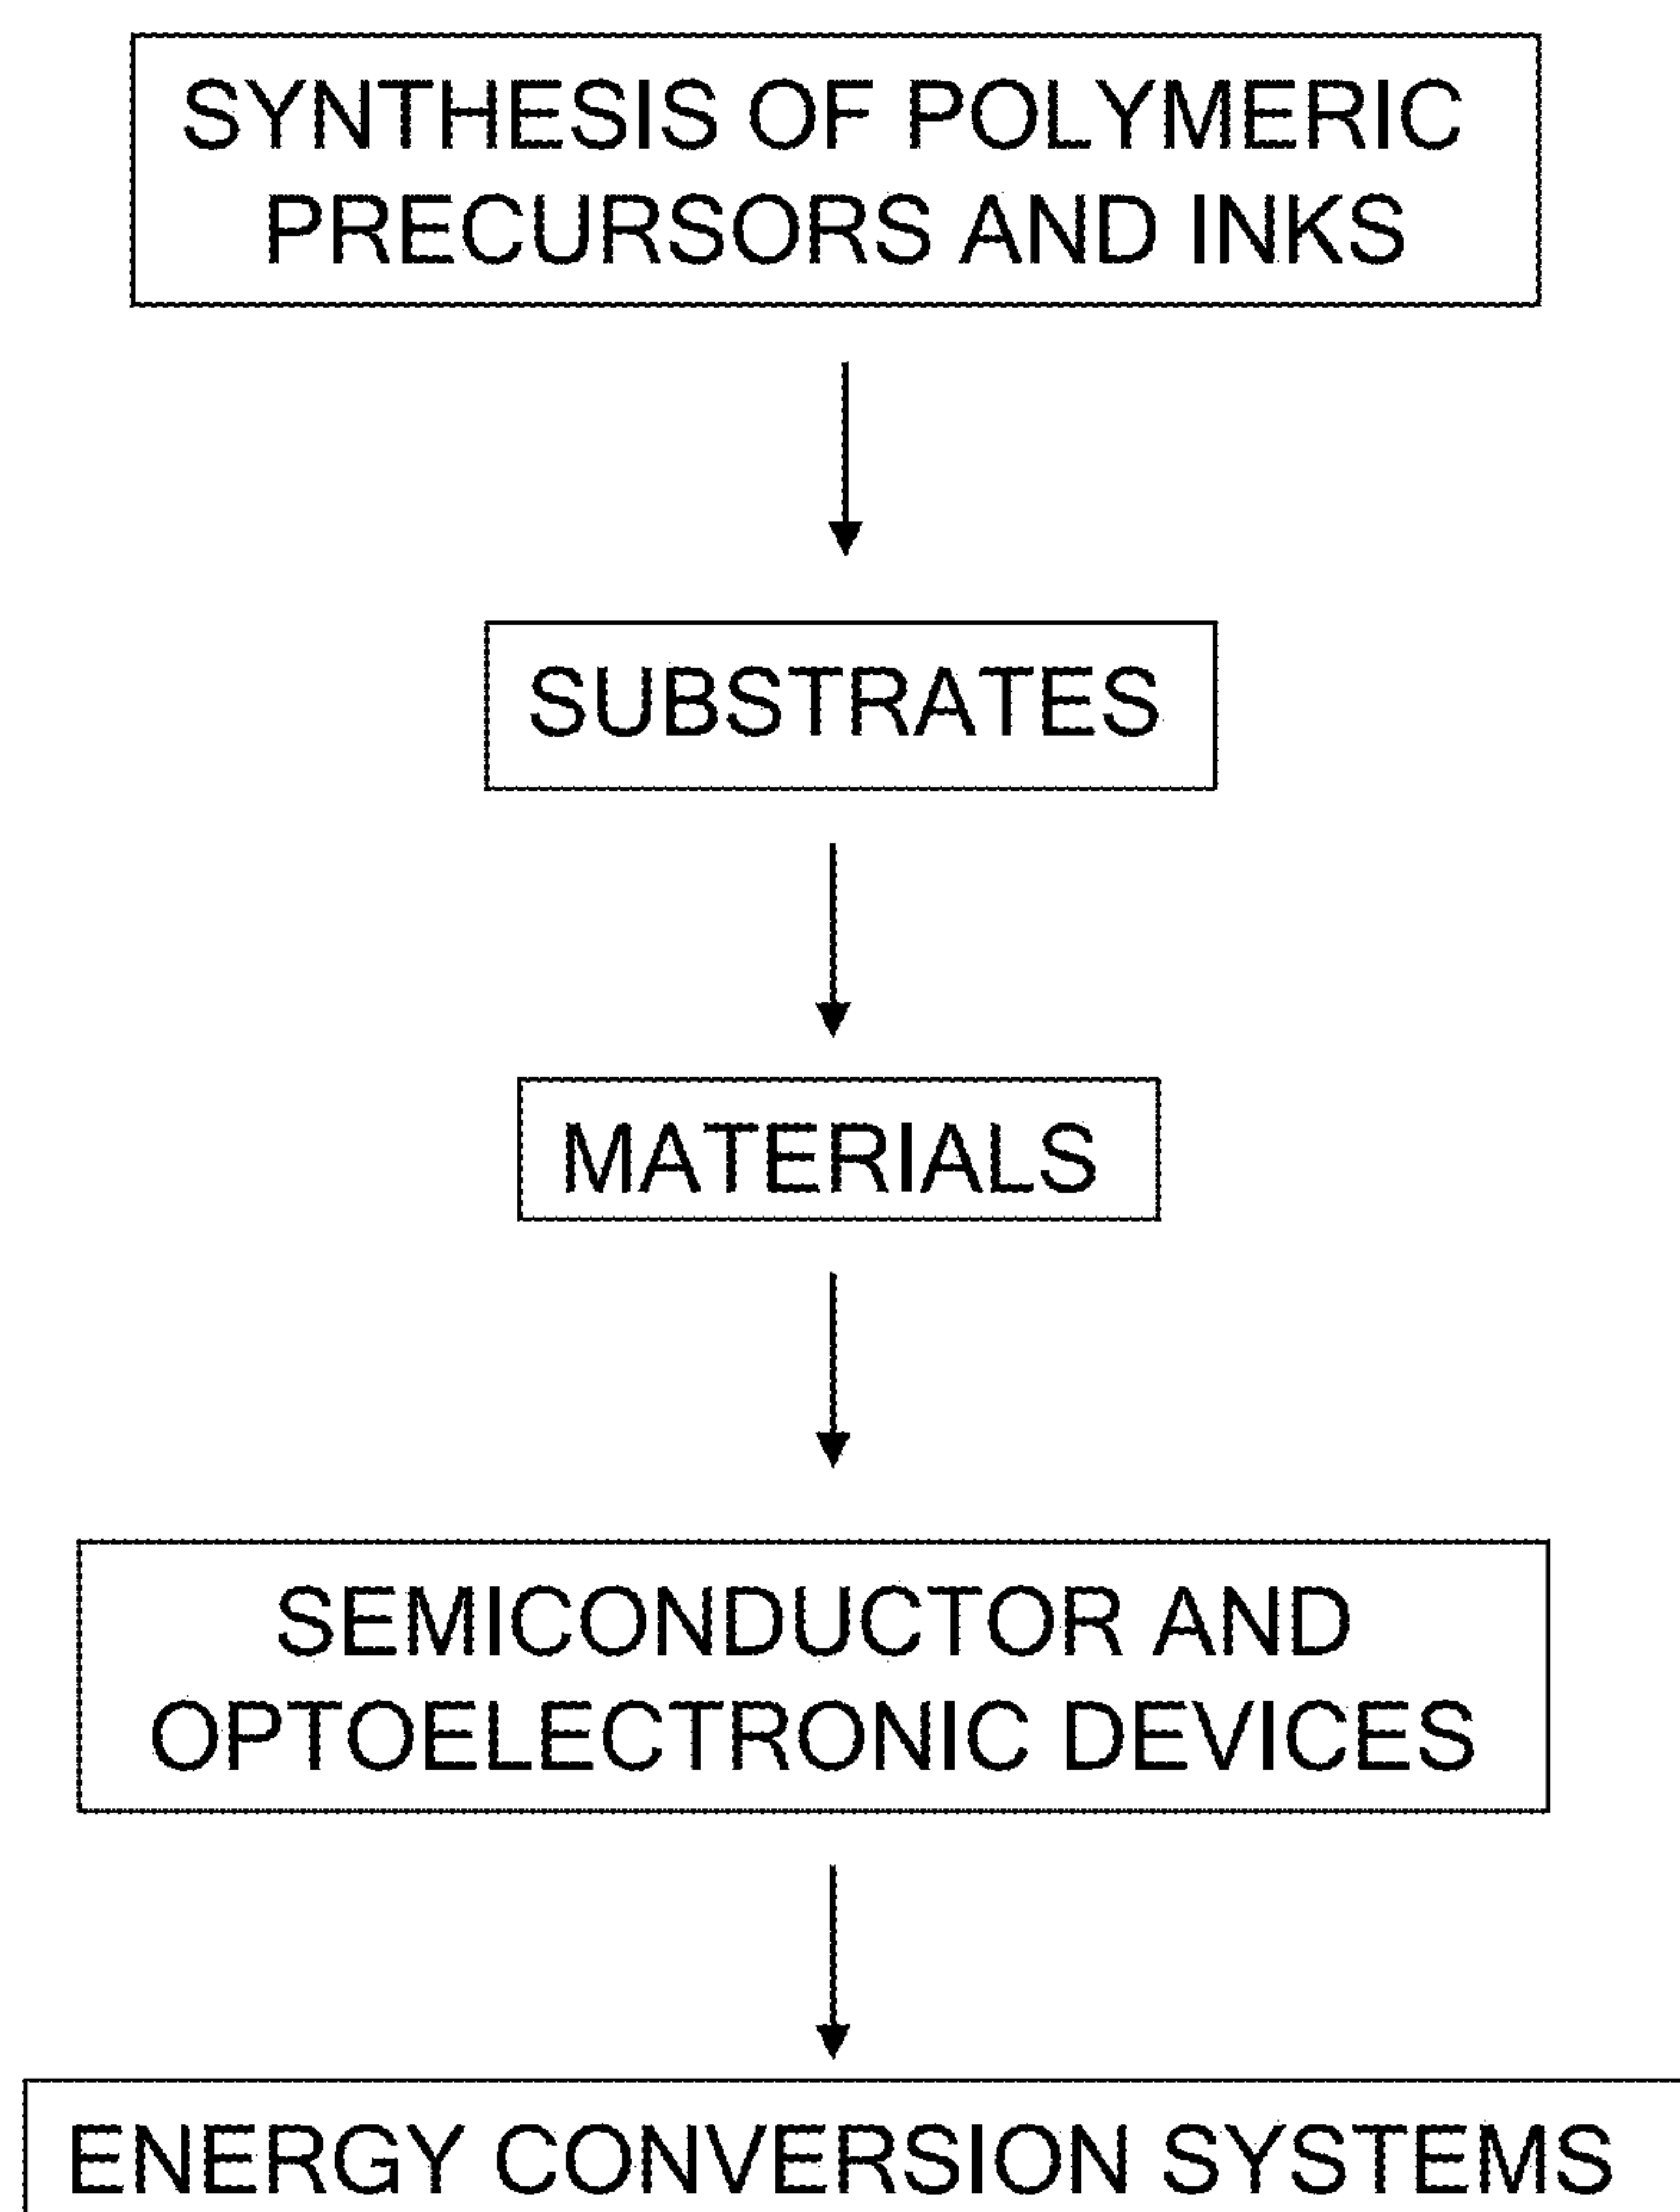 SYNTHESIS OF POLYMERIC
PRECURSORS AND INKS
SUBSTRATES
MATERIALS
SEMICONDUCTOR AND
OPTOELECTRONIC DEVICES
ENERGY CONVERSION SYSTEMS